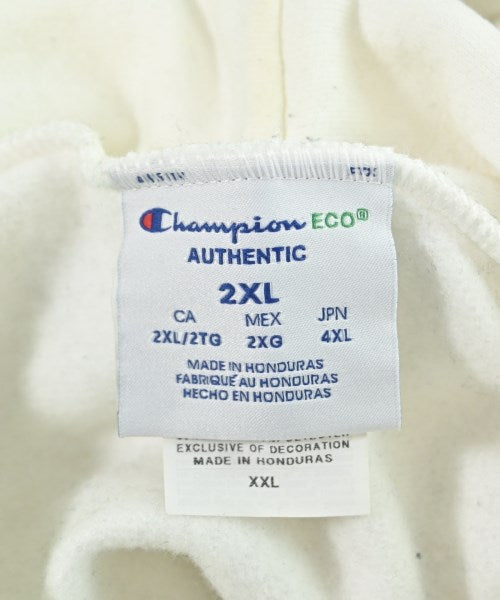 Champion ECO®
AUTHENTIC
2XL
CA MEX JPN
2XL/2TG 2XG 4XL
MADE IN HONDURAS
FABRIQUÉ AU HONDURAS
HECHO EN HONDURAS
EXCLUSIVE OF DECORATION
MADE IN HONDURAS
XXL